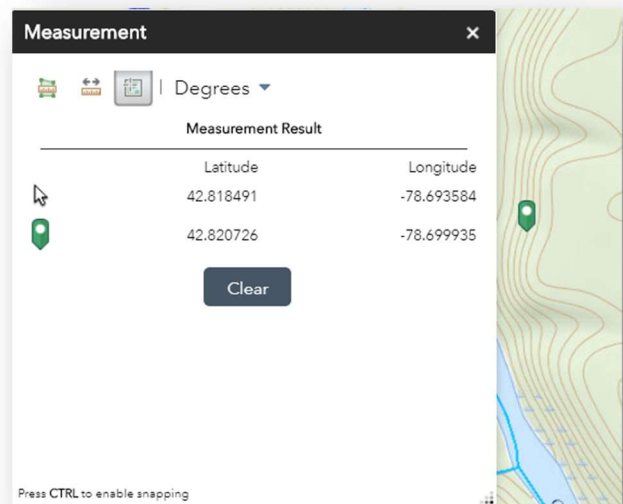 Measurement
Degrees
Measurement Result
Latitude Longitude
42.818491 -78.693584
42.820726 -78.699935
Clear
Press CTRL to enable snapping